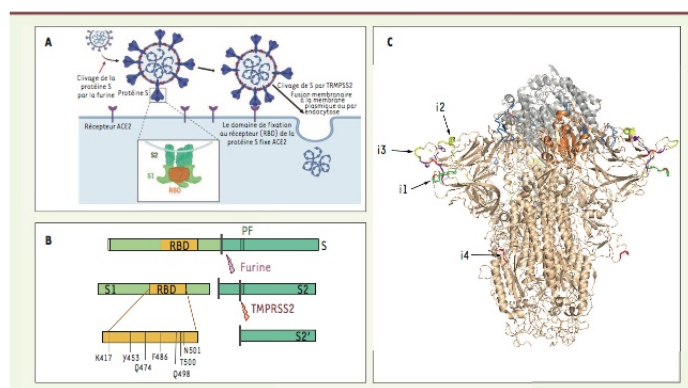 A
Clivage de la
protéine S
par la furine
Protéine S
Clivage de S par TMPSS2
Fusion membranaire
à la membrane
plasmique ou par
endocytose
Récepteur ACE2
Le domaine de fixation
au récepteur (RBD) de la
protéine S fixe ACE2
S2
S1
RBD
B
PF
RBD
S
Furine
S1
RBD
S2
TMPRSS2
S2'
K417
Y453
Q474
F486
Q498
T500
N501
C
i2
i3
i1
i4